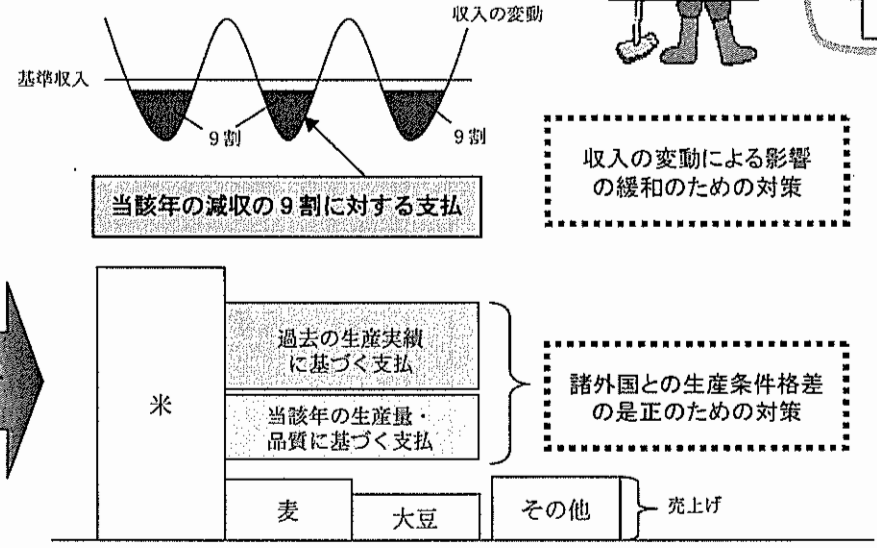 収入の変動
基準収入
9割
9割
当該年の減収の9割に対する支払
収入の変動による影響
の緩和のための対策
米
過去の生産実績
に基づく支払
当該年の生産量・
品質に基づく支払
諸外国との生産条件格差
の是正のための対策
麦
大豆
その他
売上げ